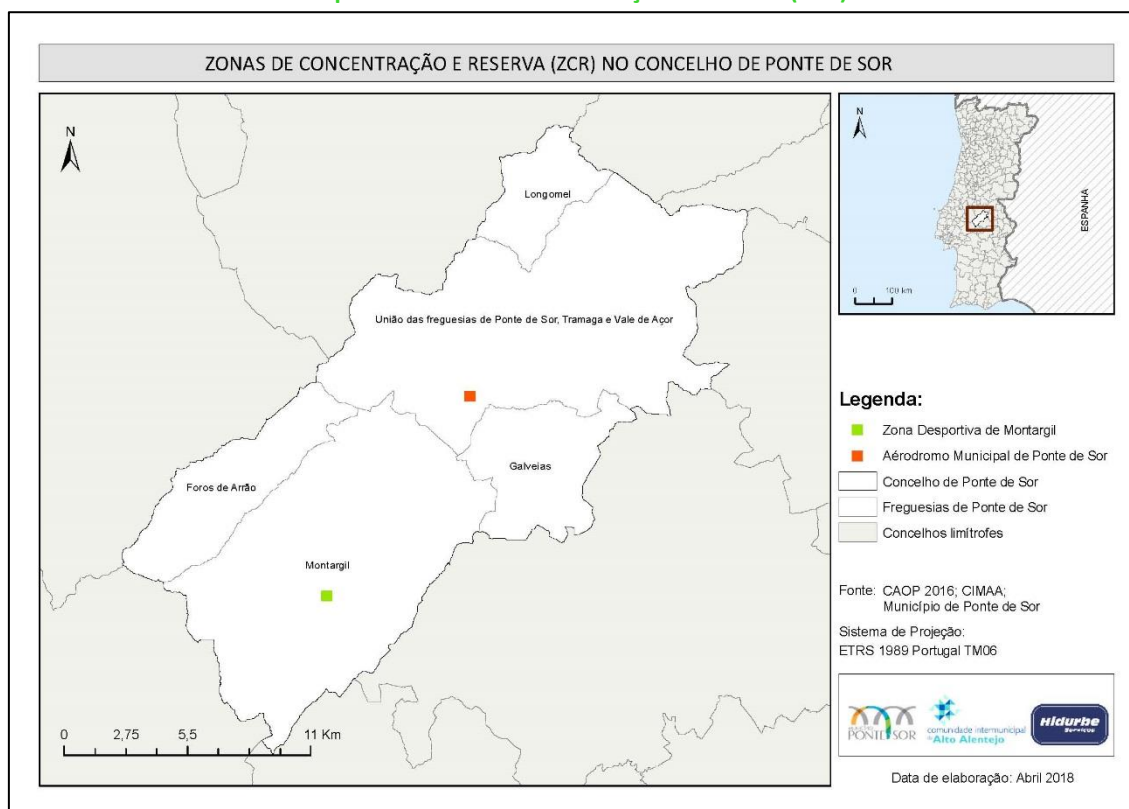 ZONAS DE CONCENTRAÇÃO E RESERVA (ZCR) NO CONCELHO DE PONTE DE SOR
N
Longomel
União das freguesias de Ponte de Sor, Tramaga e Vale de Açor
Galveias
Foros de Arrão
Montargil
0 2,75 5,5 11 Km
N
ESPANHA
0 100 km
Legenda:
Zona Desportiva de Montargil
Aérodromo Municipal de Ponte de Sor
Concelho de Ponte de Sor
Freguesias de Ponte de Sor
Concelhos limítrofes
Fonte: CAOP 2016; CIMAA;
Município de Ponte de Sor
Sistema de Projeção:
ETRS 1989 Portugal TM06
PONTE SOR
comunidade intermunicipal
do Alto Alentejo
Hidurbe
Serviços
Data de elaboração: Abril 2018